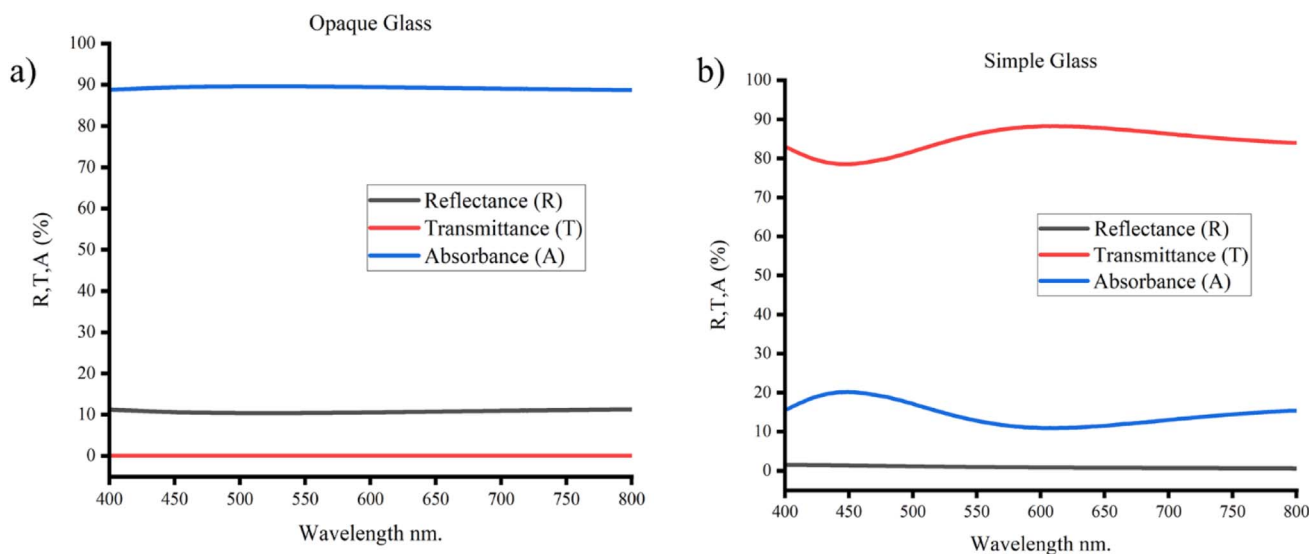 a)
Opaque Glass
100
90
80
70
60
50
40
30
20
10
0
R,T,A (%)
Reflectance (R)
Transmittance (T)
Absorbance (A)
400 450 500 550 600 650 700 750 800
Wavelength nm.
b)
Simple Glass
100
90
80
70
60
50
40
30
20
10
0
R,T,A (%)
Reflectance (R)
Transmittance (T)
Absorbance (A)
400 450 500 550 600 650 700 750 800
Wavelength nm.